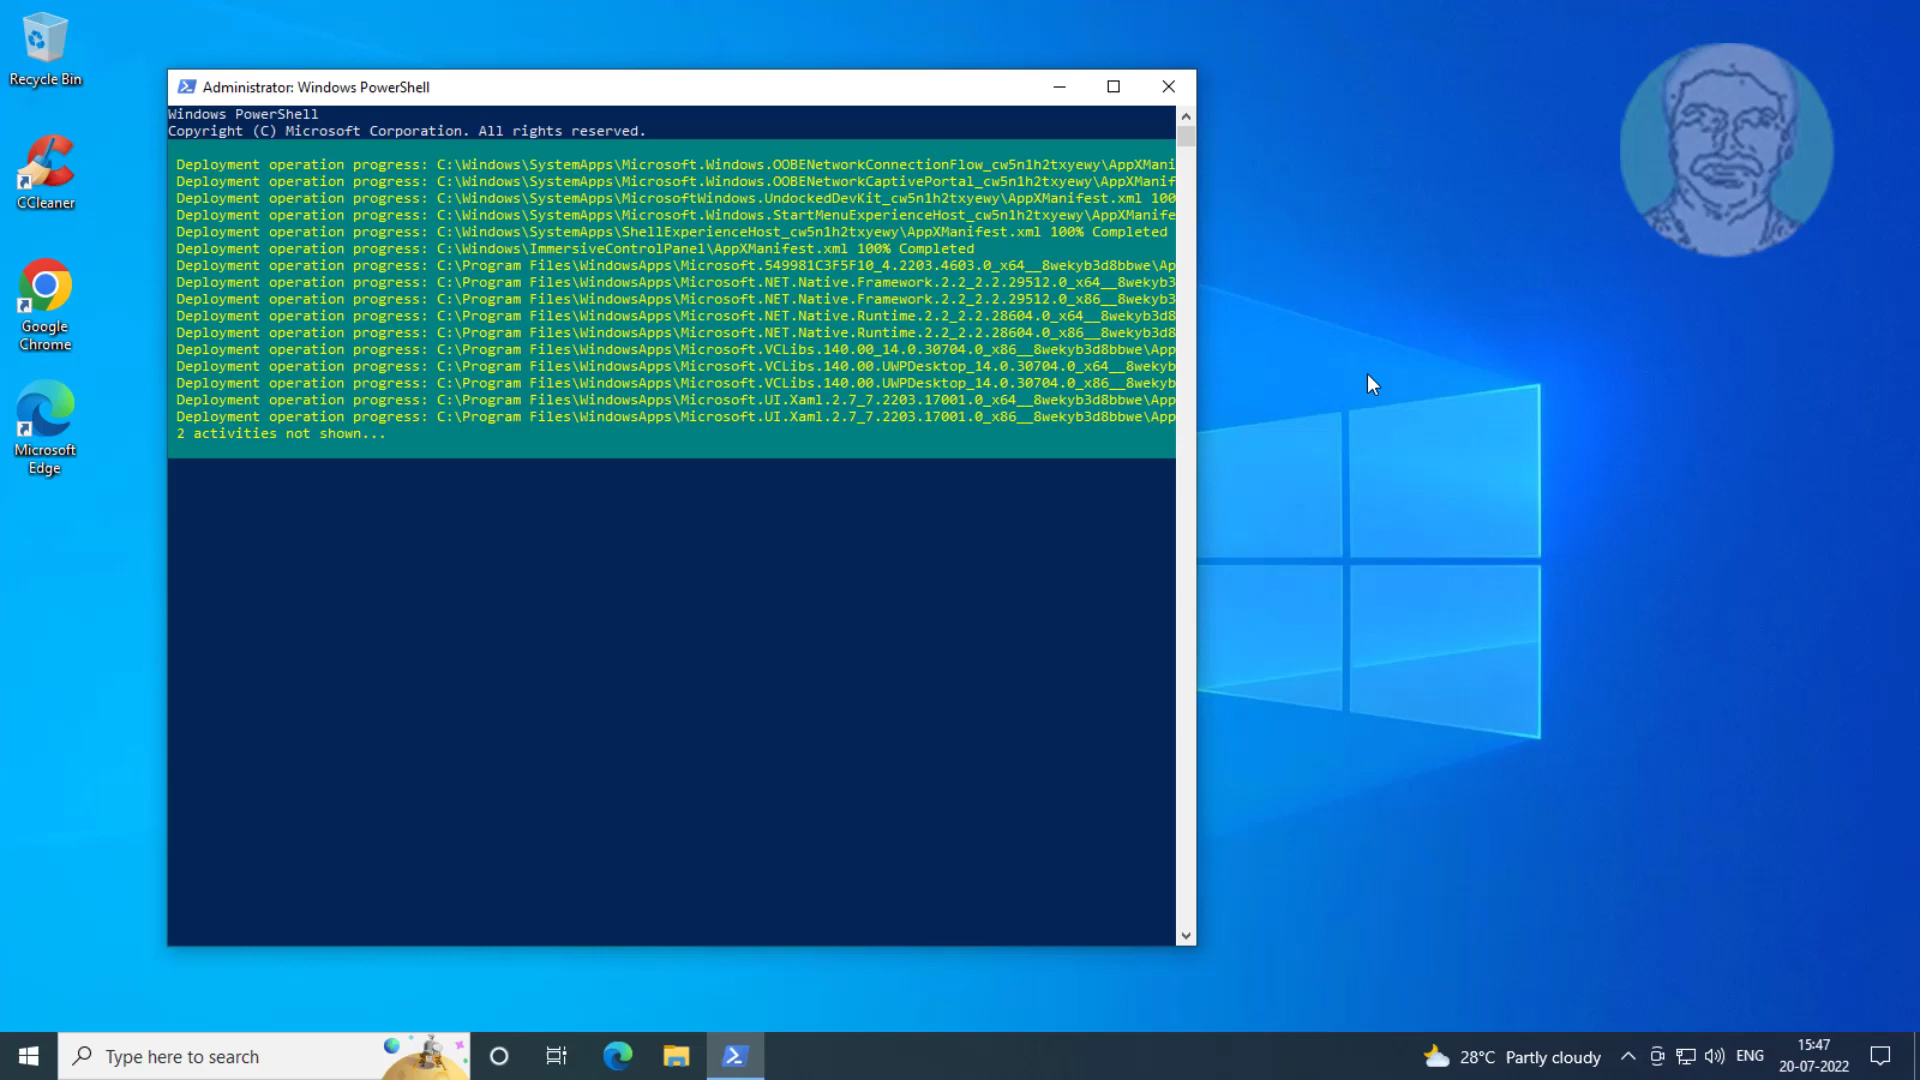 Recycle Bin
CCleaner
Google
Chrome
Microsoft
Edge
Administrator: Windows PowerShell
Windows PowerShell
Copyright (C) Microsoft Corporation. All rights reserved.
Deployment operation progress: C:\Windows\SystemApps\Microsoft.Windows.OOBENetworkConnectionFlow_cw5n1h2txyewy\AppXMani
Deployment operation progress: C:\Windows\SystemApps\Microsoft.Windows.OOBENetworkCaptivePortal_cw5n1h2txyewy\AppXManif
Deployment operation progress: C:\Windows\SystemApps\MicrosoftWindows.UndockedDevKit_cw5n1h2txyewy\AppXManifest.xml 100
Deployment operation progress: C:\Windows\SystemApps\Microsoft.Windows.StartMenuExperienceHost_cw5n1h2txyewy\AppXManife
Deployment operation progress: C:\Windows\SystemApps\ShellExperienceHost_cw5n1h2txyewy\AppXManifest.xml 100% Completed
Deployment operation progress: C:\Windows\ImmersiveControlPanel\AppXManifest.xml 100% Completed
Deployment operation progress: C:\Program Files\WindowsApps\Microsoft.549981C3F5F10_4.2203.4603.0_x64__8wekyb3d8bbwe\Ap
Deployment operation progress: C:\Program Files\WindowsApps\Microsoft.NET.Native.Framework.2.2_2.2.29512.0_x64__8wekyb3
Deployment operation progress: C:\Program Files\WindowsApps\Microsoft.NET.Native.Framework.2.2_2.2.29512.0_x86__8wekyb3
Deployment operation progress: C:\Program Files\WindowsApps\Microsoft.NET.Native.Runtime.2.2_2.2.28604.0_x64__8wekyb3d8
Deployment operation progress: C:\Program Files\WindowsApps\Microsoft.NET.Native.Runtime.2.2_2.2.28604.0_x86__8wekyb3d8
Deployment operation progress: C:\Program Files\WindowsApps\Microsoft.VCLibs.140.00_14.0.30704.0_x86__8wekyb3d8bbwe\App
Deployment operation progress: C:\Program Files\WindowsApps\Microsoft.VCLibs.140.00.UWPDesktop_14.0.30704.0_x64__8wekyb
Deployment operation progress: C:\Program Files\WindowsApps\Microsoft.VCLibs.140.00.UWPDesktop_14.0.30704.0_x86__8wekyb
Deployment operation progress: C:\Program Files\WindowsApps\Microsoft.UI.Xaml.2.7_7.2203.17001.0_x64__8wekyb3d8bbwe\App
Deployment operation progress: C:\Program Files\WindowsApps\Microsoft.UI.Xaml.2.7_7.2203.17001.0_x86__8wekyb3d8bbwe\App
2 activities not shown...
Type here to search
28°C Partly cloudy
ENG
15:47
20-07-2022